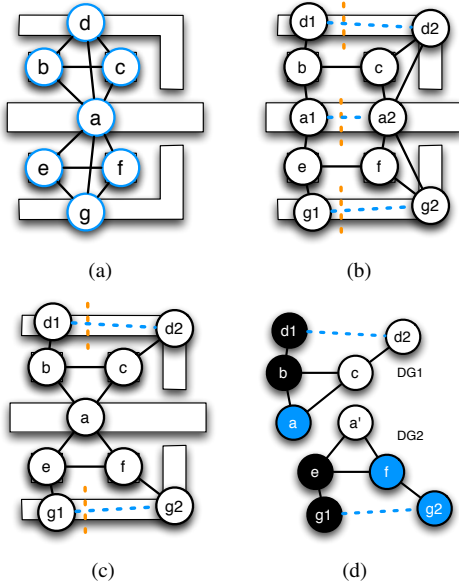 d
b c
a
e f
g
(a)
d1 d2
b c
a1 a2
e f
g1 g2
(b)
d1 d2
b c
a
e f
g1 g2
(c)
d1 d2
b c DG1
a
a' DG2
e f
g1 g2
(d)